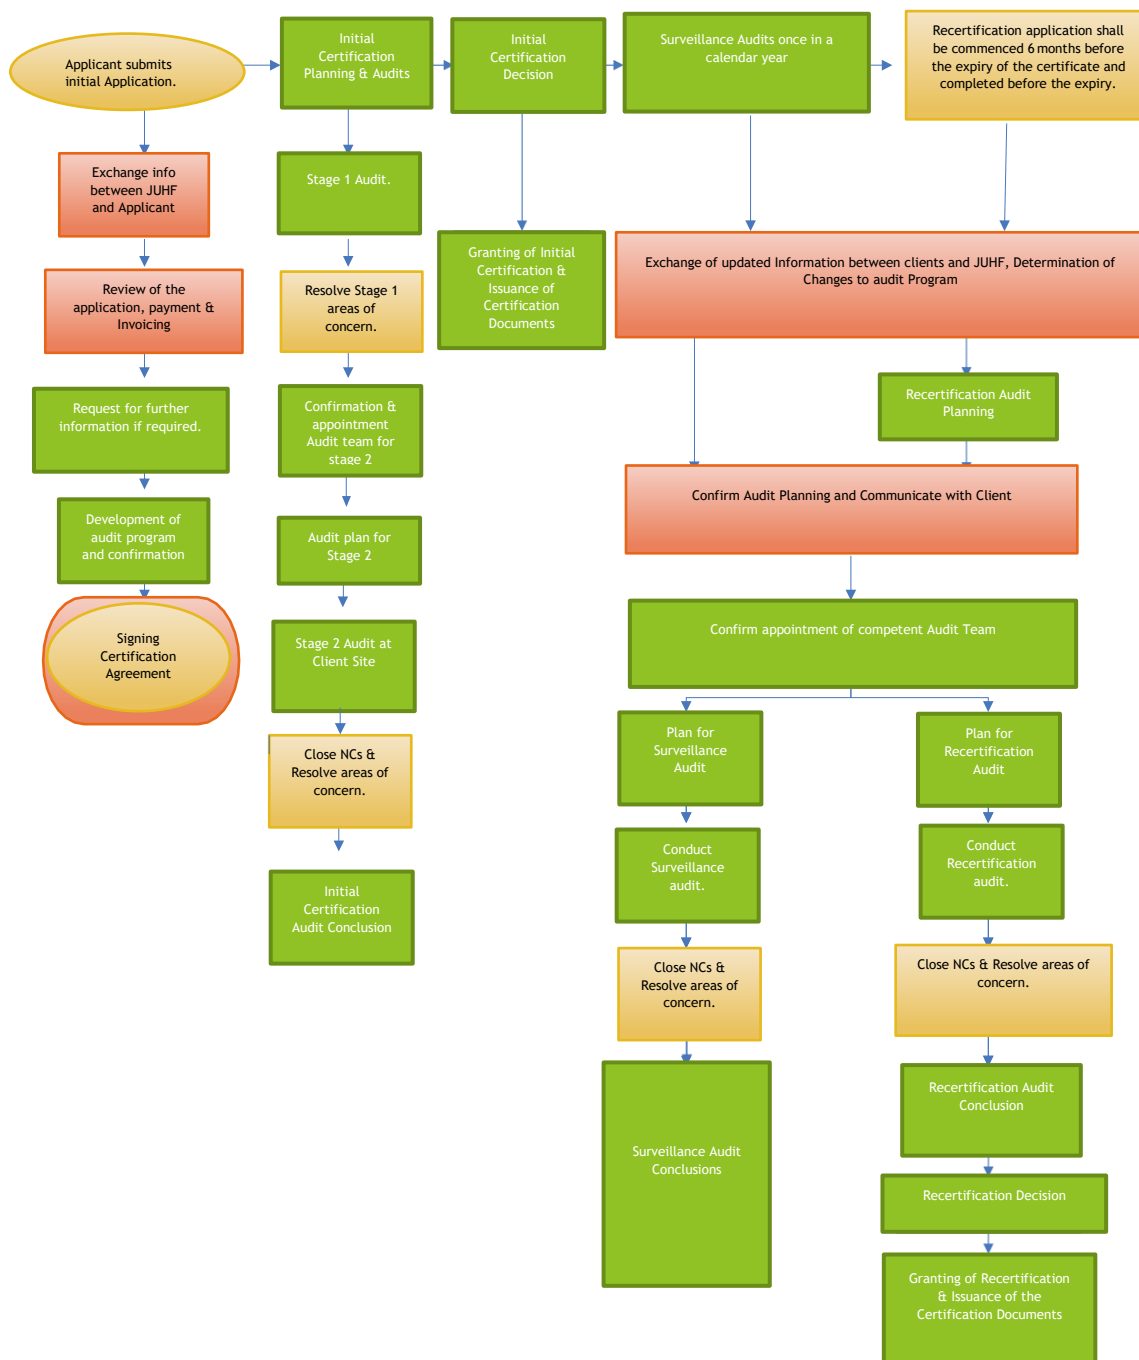 Applicant submits
initial Application.
Initial
Certification
Planning & Audits
Initial
Certification
Decision
Surveillance Audits once in a
calendar year
Recertification application shall
be commenced 6 months before
the expiry of the certificate and
completed before the expiry.
Exchange info
between JUHF
and Applicant
Review of the
application, payment &
Invoicing
Request for further
information if required.
Development of
audit program
and confirmation
Signing
Certification
Agreement
Stage 1 Audit.
Resolve Stage 1
areas of
concern.
Confirmation &
appointment
Audit team for
stage 2
Audit plan for
Stage 2
Stage 2 Audit at
Client Site
Close NCs &
Resolve areas of
concern.
Initial
Certification
Audit Conclusion
Granting of Initial
Certification &
Issuance of
Certification
Documents
Exchange of updated Information between clients and JUHF, Determination of
Changes to audit Program
Recertification Audit
Planning
Confirm Audit Planning and Communicate with Client
Confirm appointment of competent Audit Team
Plan for
Surveillance
Audit
Conduct
Surveillance
audit.
Close NCs &
Resolve areas of
concern.
Surveillance Audit
Conclusions
Plan for
Recertification
Audit
Conduct
Recertification
audit.
Close NCs & Resolve areas of
concern.
Recertification Audit
Conclusion
Recertification Decision
Granting of Recertification
& Issuance of the
Certification Documents